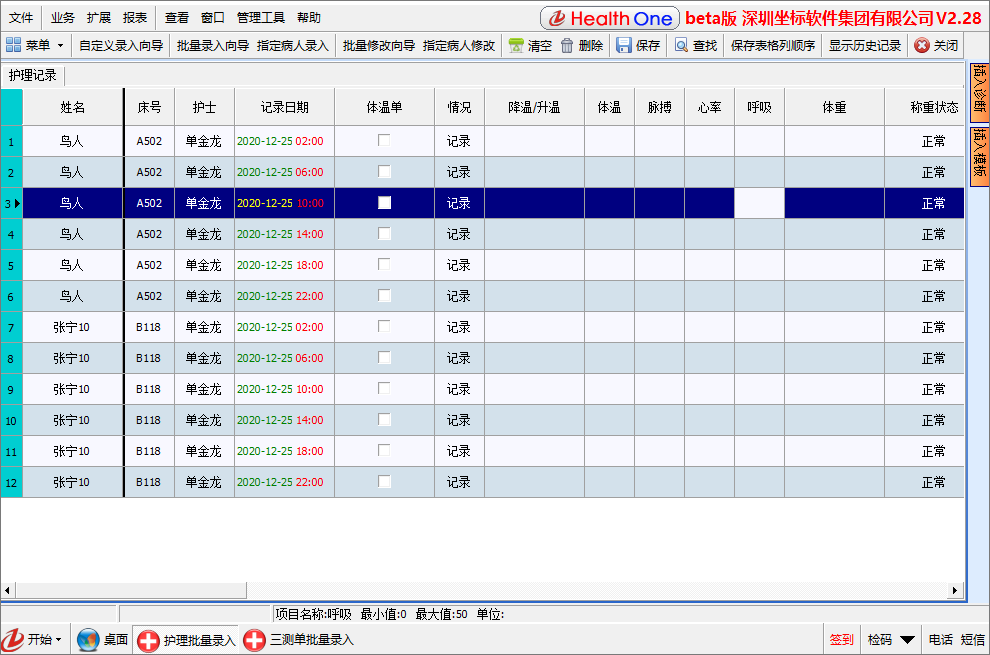 文件 业务 扩展 报表 查看 窗口 管理工具 帮助 Health One beta版 深圳坐标软件集团有限公司V2.28
菜单 自定义录入向导 批量录入向导 指定病人录入 批量修改向导 指定病人修改 清空 删除 保存 查找 保存表格列顺序 显示历史记录 关闭
护理记录
插入诊断
插入模板
姓名 床号 护士 记录日期 体温单 情况 降温/升温 体温 脉搏 心率 呼吸 体重 称重状态
1 鸟人 A502 单金龙 2020-12-25 02:00 记录 正常
2 鸟人 A502 单金龙 2020-12-25 06:00 记录 正常
3 鸟人 A502 单金龙 2020-12-25 10:00 记录 正常
4 鸟人 A502 单金龙 2020-12-25 14:00 记录 正常
5 鸟人 A502 单金龙 2020-12-25 18:00 记录 正常
6 鸟人 A502 单金龙 2020-12-25 22:00 记录 正常
7 张宁10 B118 单金龙 2020-12-25 02:00 记录 正常
8 张宁10 B118 单金龙 2020-12-25 06:00 记录 正常
9 张宁10 B118 单金龙 2020-12-25 10:00 记录 正常
10 张宁10 B118 单金龙 2020-12-25 14:00 记录 正常
11 张宁10 B118 单金龙 2020-12-25 18:00 记录 正常
12 张宁10 B118 单金龙 2020-12-25 22:00 记录 正常
项目名称:呼吸 最小值:0 最大值:50 单位:
开始 桌面 护理批量录入 三测单批量录入 签到 检码 电话 短信